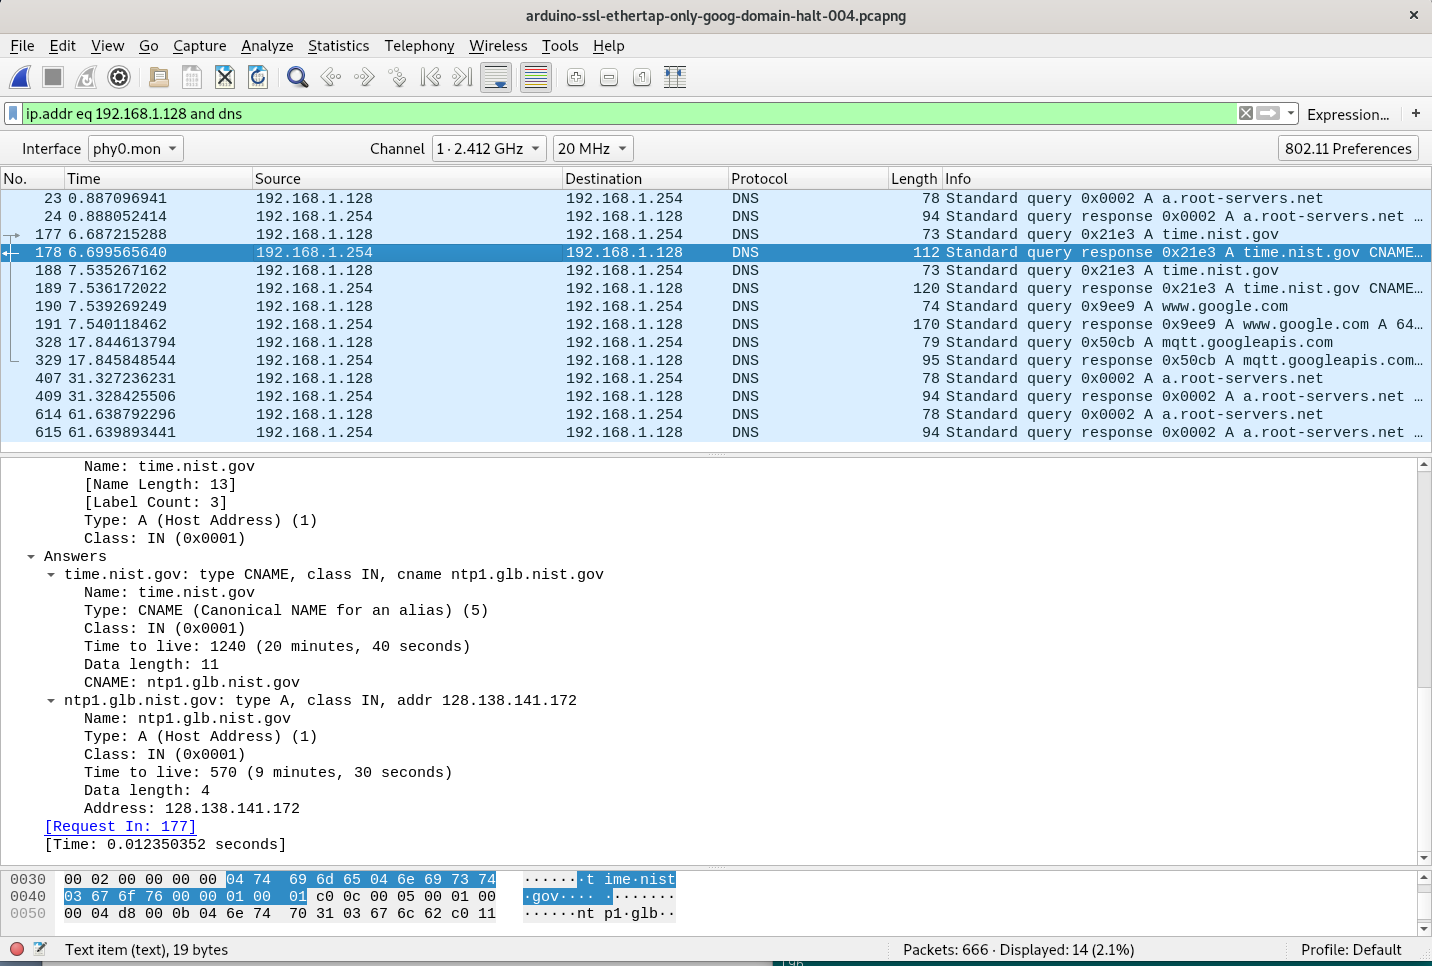 arduino-ssl-ethertap-only-goog-domain-halt-004.pcapng
File Edit View Go Capture Analyze Statistics Telephony Wireless Tools Help
ip.addr eq 192.168.1.128 and dns Expression... +
Interface phy0.mon Channel 1 · 2.412 GHz 20 MHz 802.11 Preferences
No. Time Source Destination Protocol Length Info
23 0.887096941 192.168.1.128 192.168.1.254 DNS 78 Standard query 0x0002 A a.root-servers.net
24 0.888052414 192.168.1.254 192.168.1.128 DNS 94 Standard query response 0x0002 A a.root-servers.net …
177 6.687215288 192.168.1.128 192.168.1.254 DNS 73 Standard query 0x21e3 A time.nist.gov
178 6.699565640 192.168.1.254 192.168.1.128 DNS 112 Standard query response 0x21e3 A time.nist.gov CNAME…
188 7.535267162 192.168.1.128 192.168.1.254 DNS 73 Standard query 0x21e3 A time.nist.gov
189 7.536172022 192.168.1.254 192.168.1.128 DNS 120 Standard query response 0x21e3 A time.nist.gov CNAME…
190 7.539269249 192.168.1.128 192.168.1.254 DNS 74 Standard query 0x9ee9 A www.google.com
191 7.540118462 192.168.1.254 192.168.1.128 DNS 170 Standard query response 0x9ee9 A www.google.com A 64…
328 17.844613794 192.168.1.128 192.168.1.254 DNS 79 Standard query 0x50cb A mqtt.googleapis.com
329 17.845848544 192.168.1.254 192.168.1.128 DNS 95 Standard query response 0x50cb A mqtt.googleapis.com…
407 31.327236231 192.168.1.128 192.168.1.254 DNS 78 Standard query 0x0002 A a.root-servers.net
409 31.328425506 192.168.1.254 192.168.1.128 DNS 94 Standard query response 0x0002 A a.root-servers.net …
614 61.638792296 192.168.1.128 192.168.1.254 DNS 78 Standard query 0x0002 A a.root-servers.net
615 61.639893441 192.168.1.254 192.168.1.128 DNS 94 Standard query response 0x0002 A a.root-servers.net …
Name: time.nist.gov
[Name Length: 13]
[Label Count: 3]
Type: A (Host Address) (1)
Class: IN (0x0001)
Answers
time.nist.gov: type CNAME, class IN, cname ntp1.glb.nist.gov
Name: time.nist.gov
Type: CNAME (Canonical NAME for an alias) (5)
Class: IN (0x0001)
Time to live: 1240 (20 minutes, 40 seconds)
Data length: 11
CNAME: ntp1.glb.nist.gov
ntp1.glb.nist.gov: type A, class IN, addr 128.138.141.172
Name: ntp1.glb.nist.gov
Type: A (Host Address) (1)
Class: IN (0x0001)
Time to live: 570 (9 minutes, 30 seconds)
Data length: 4
Address: 128.138.141.172
[Request In: 177]
[Time: 0.012350352 seconds]
0030 00 02 00 00 00 00 04 74 69 6d 65 04 6e 69 73 74 ·······t ime·nist
0040 03 67 6f 76 00 00 01 00 01 c0 0c 00 05 00 01 00 ·gov···· ········
0050 00 04 d8 00 0b 04 6e 74 70 31 03 67 6c 62 c0 11 ······nt p1·glb··
Text item (text), 19 bytes Packets: 666 · Displayed: 14 (2.1%) Profile: Default